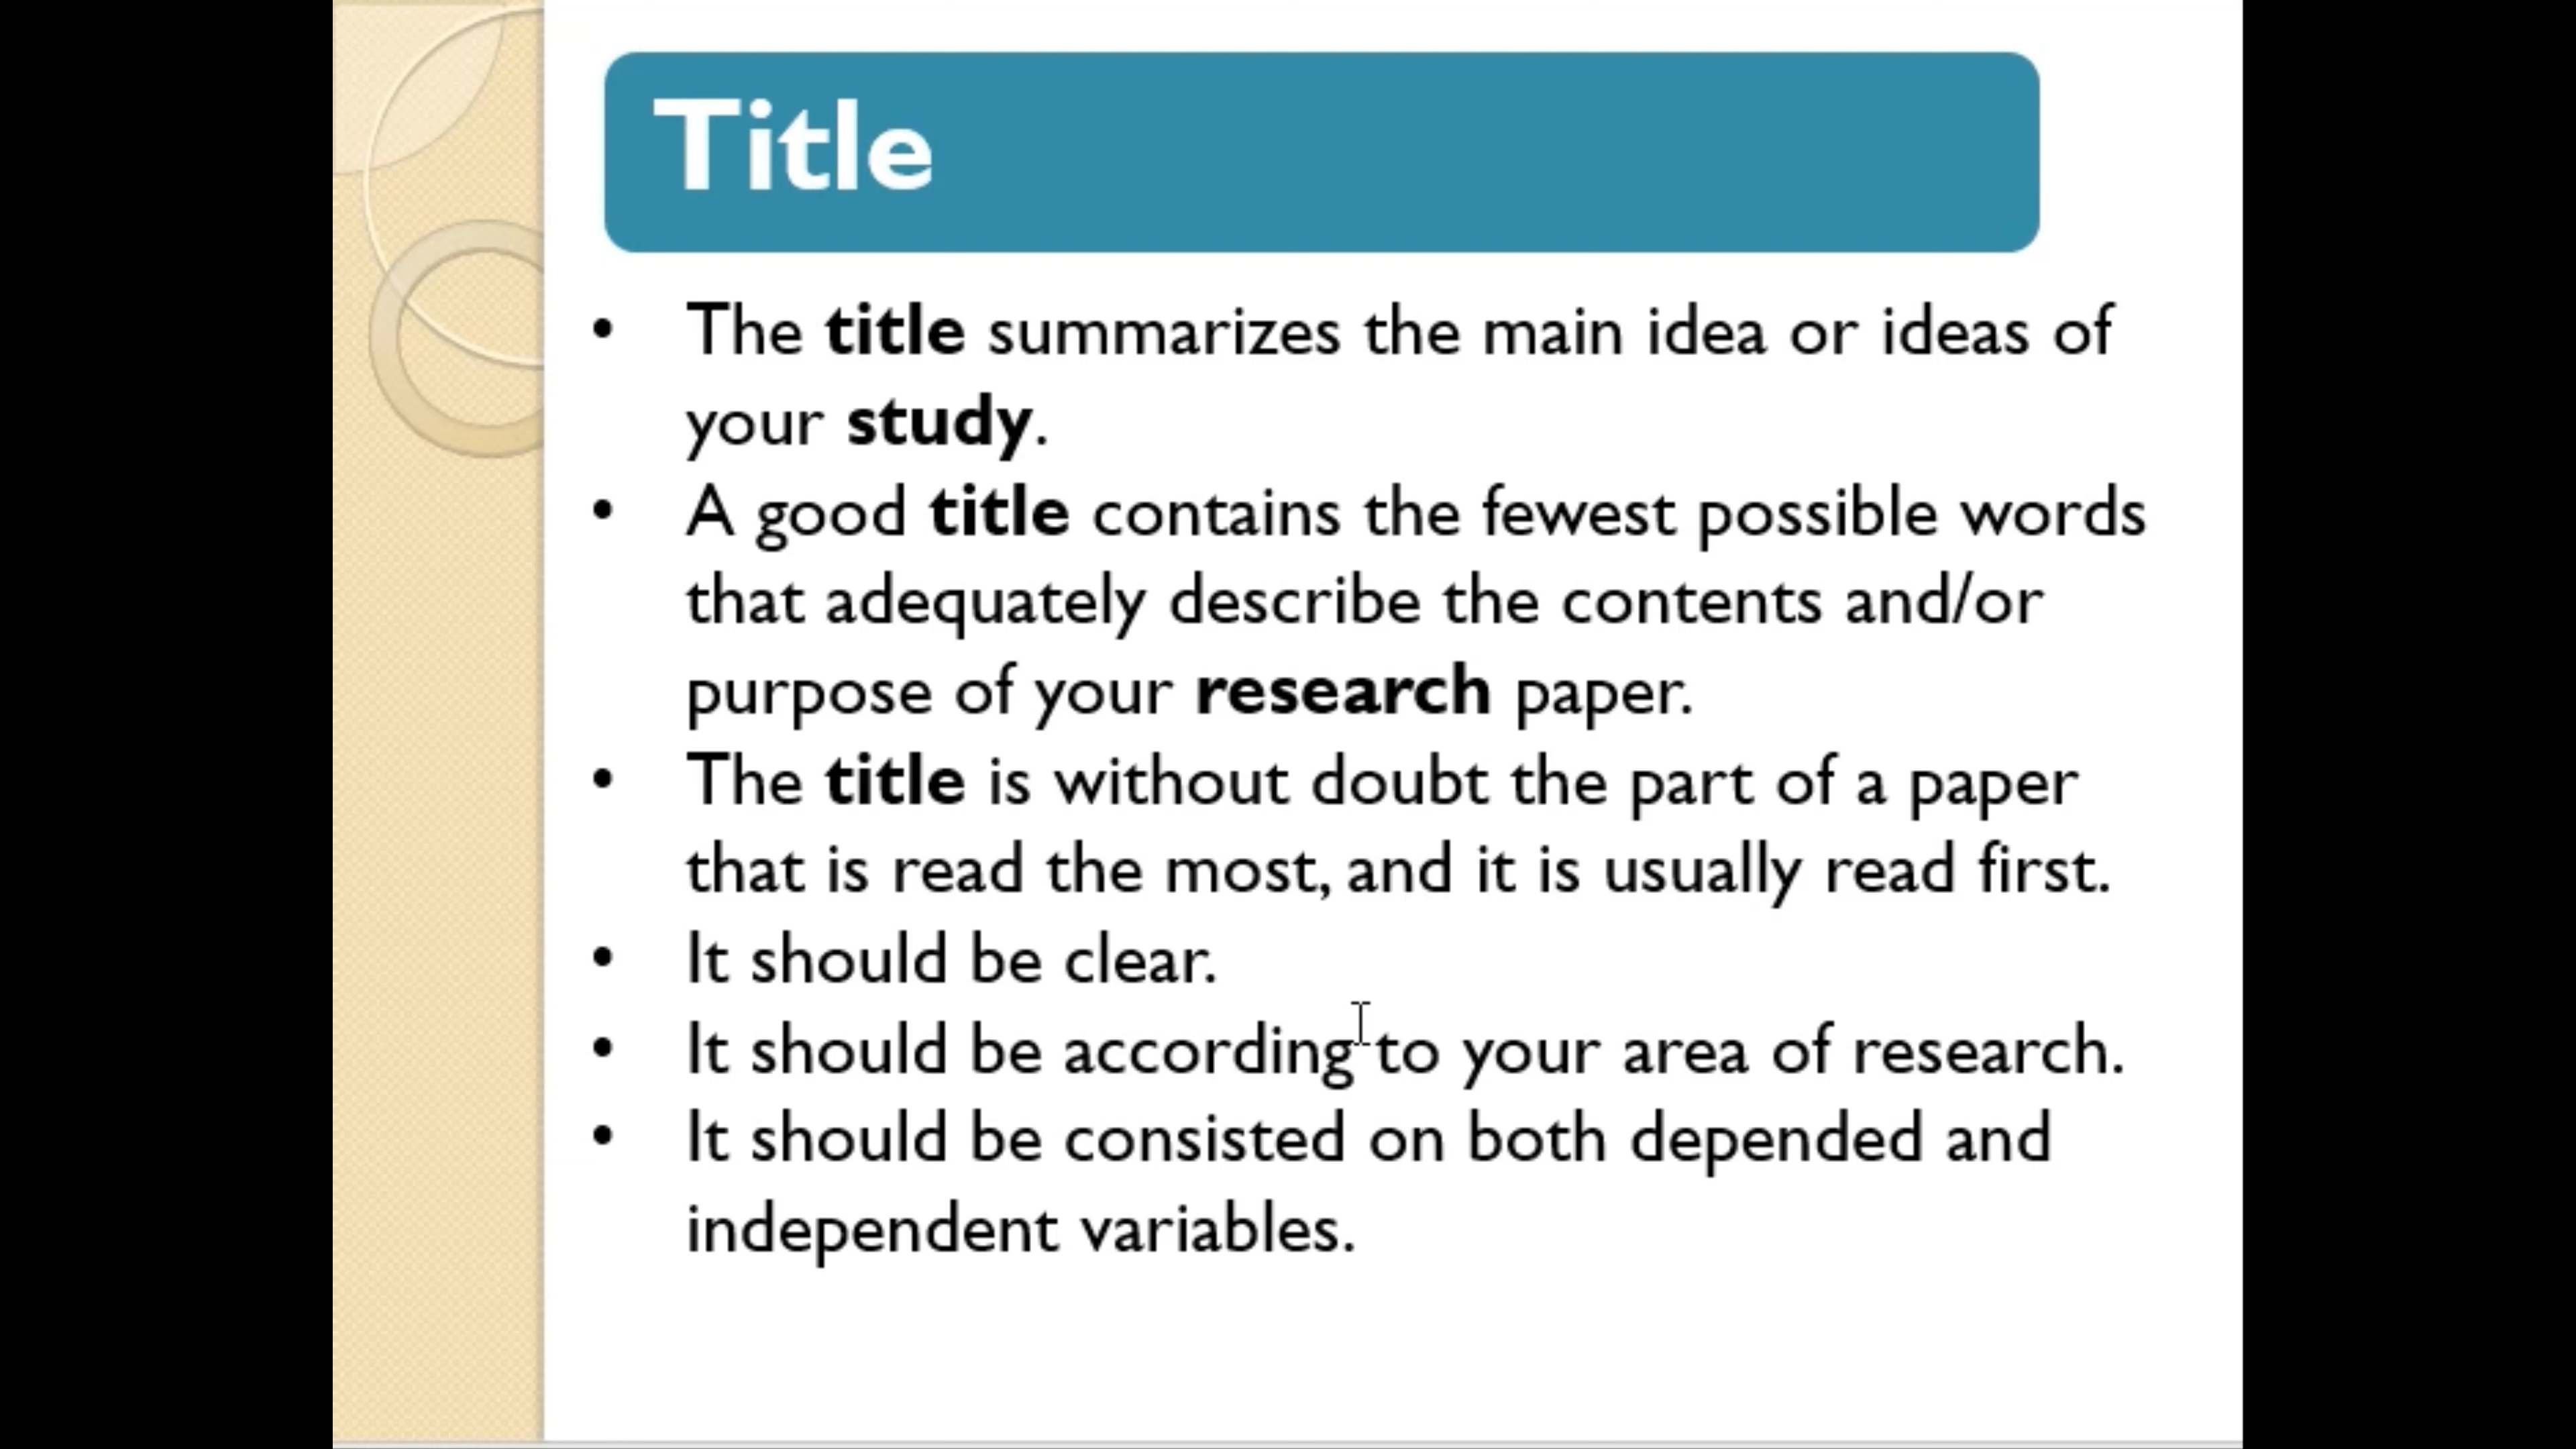 Title
• The title summarizes the main idea or ideas of
your study.
• A good title contains the fewest possible words
that adequately describe the contents and/or
purpose of your research paper.
• The title is without doubt the part of a paper
that is read the most, and it is usually read first.
• It should be clear.
• It should be according to your area of research.
• It should be consisted on both depended and
independent variables.